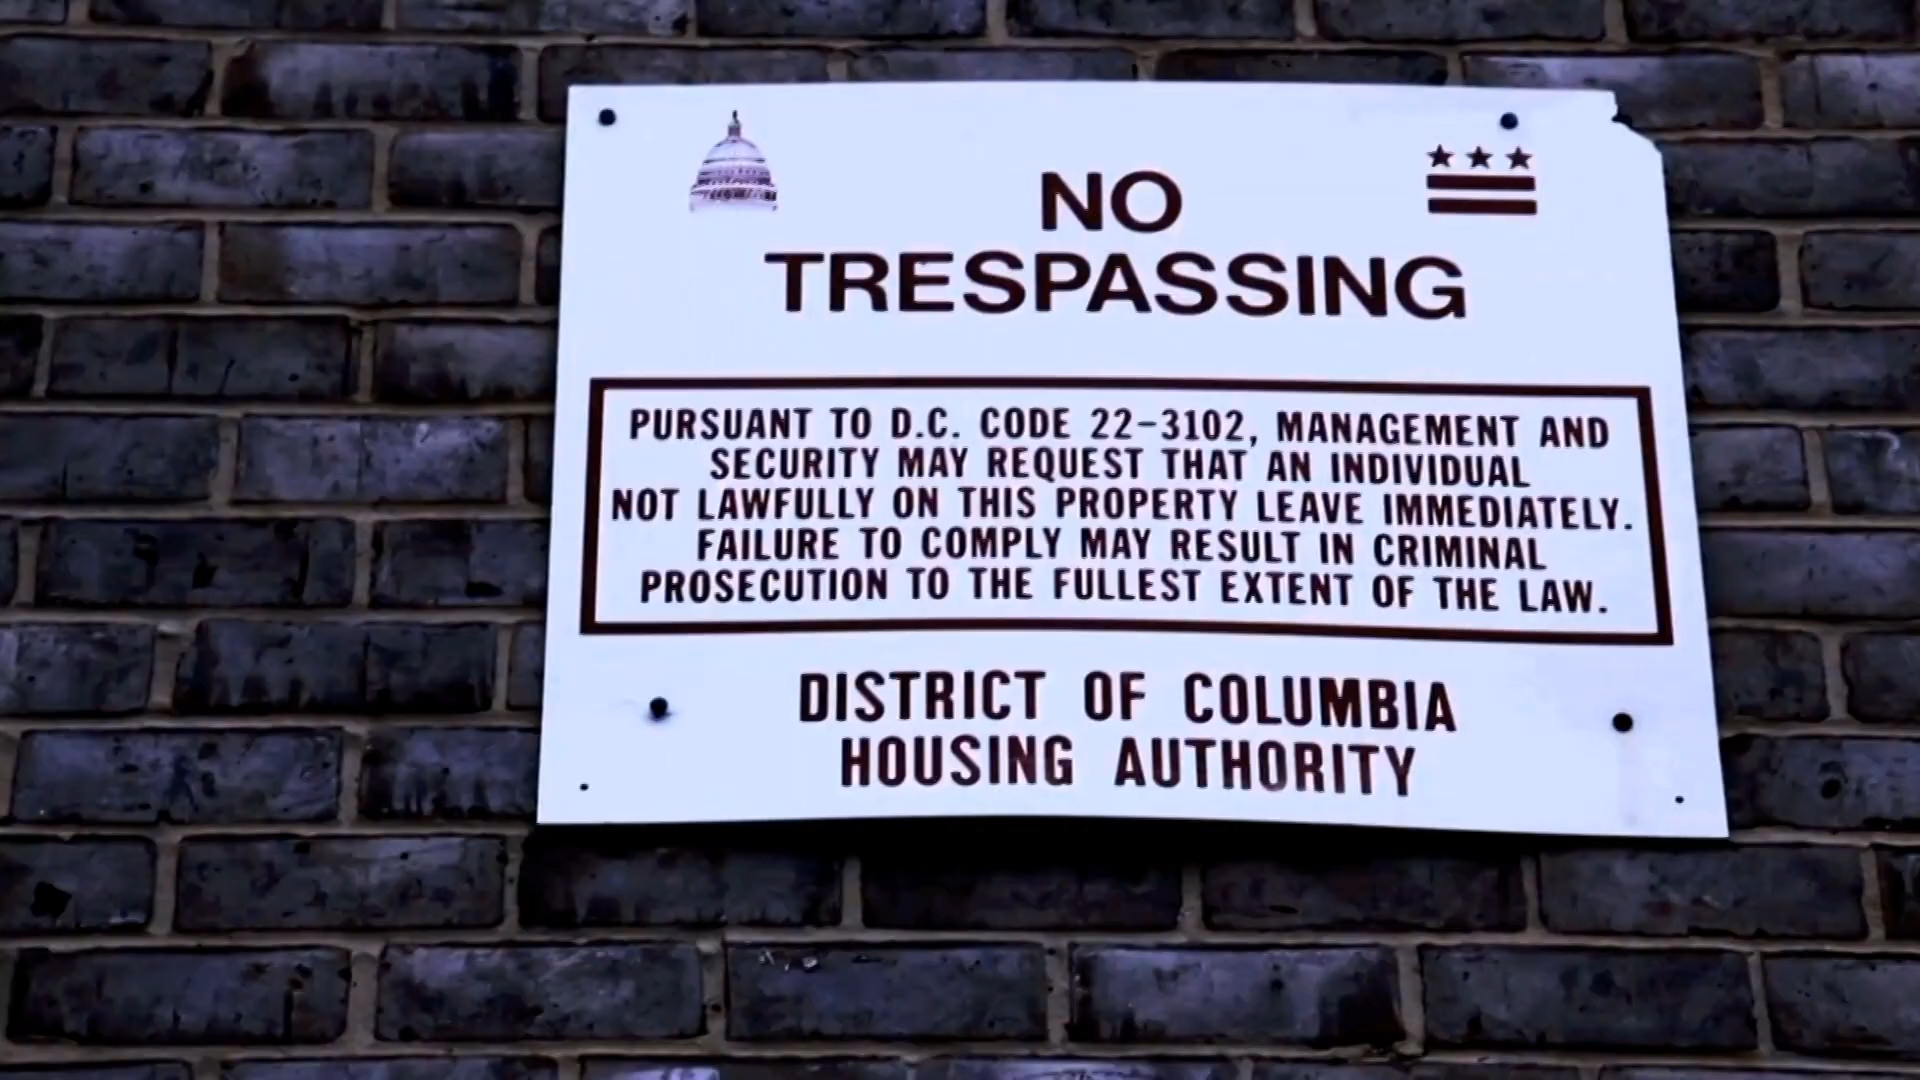 NO
TRESPASSING
PURSUANT TO D.C. CODE 22-3102, MANAGEMENT AND
SECURITY MAY REQUEST THAT AN INDIVIDUAL
NOT LAWFULLY ON THIS PROPERTY LEAVE IMMEDIATELY.
FAILURE TO COMPLY MAY RESULT IN CRIMINAL
PROSECUTION TO THE FULLEST EXTENT OF THE LAW.
DISTRICT OF COLUMBIA
HOUSING AUTHORITY